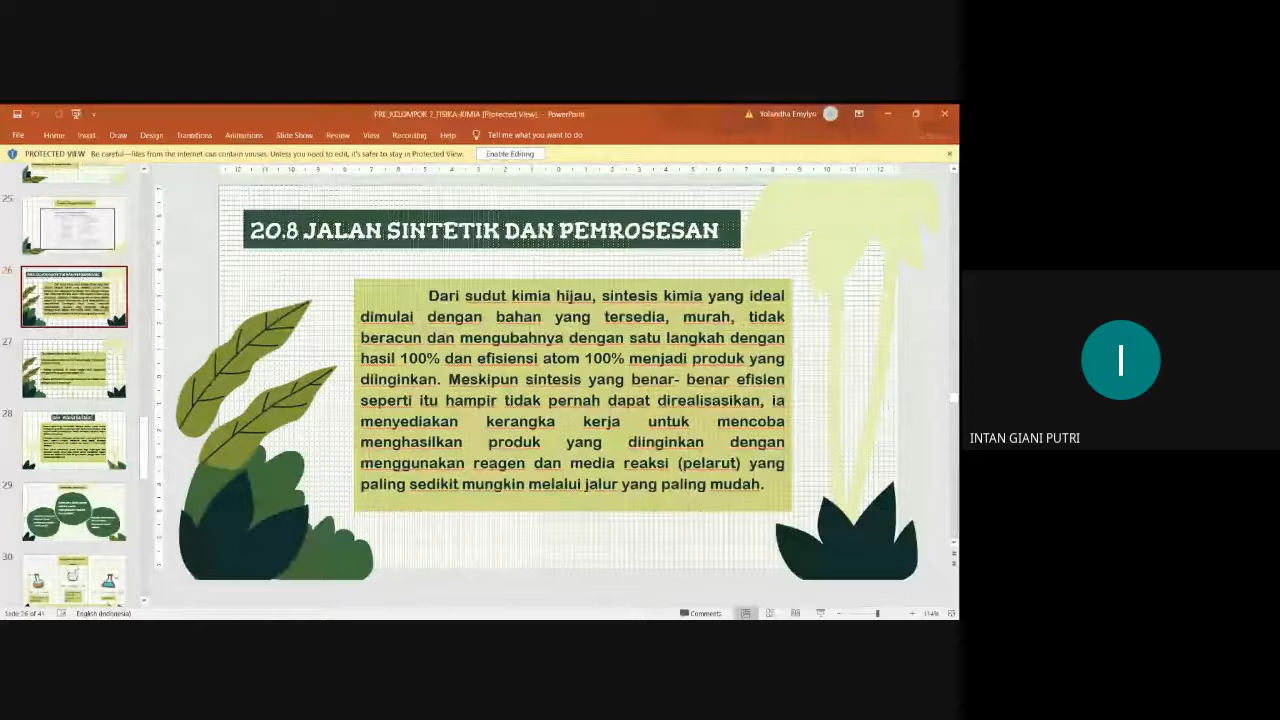 PRE_KELOMPOK 7_FISIKA-KIMIA [Protected View] - PowerPoint
Yolandha Emylyo
File Home Insert Draw Design Transitions Animations Slide Show Review View Recording Help Tell me what you want to do
PROTECTED VIEW Be careful—files from the Internet can contain viruses. Unless you need to edit, it's safer to stay in Protected View. Enable Editing
25
26
27
28
29
30
20.8 JALAN SINTETIK DAN PEMROSESAN
Dari sudut kimia hijau, sintesis kimia yang ideal
dimulai dengan bahan yang tersedia, murah, tidak
beracun dan mengubahnya dengan satu langkah dengan
hasil 100% dan efisiensi atom 100% menjadi produk yang
diinginkan. Meskipun sintesis yang benar- benar efisien
seperti itu hampir tidak pernah dapat direalisasikan, ia
menyediakan kerangka kerja untuk mencoba
menghasilkan produk yang diinginkan dengan
menggunakan reagen dan media reaksi (pelarut) yang
paling sedikit mungkin melalui jalur yang paling mudah.
I
INTAN GIANI PUTRI
Slide 26 of 41 English (Indonesia) Comments 114%